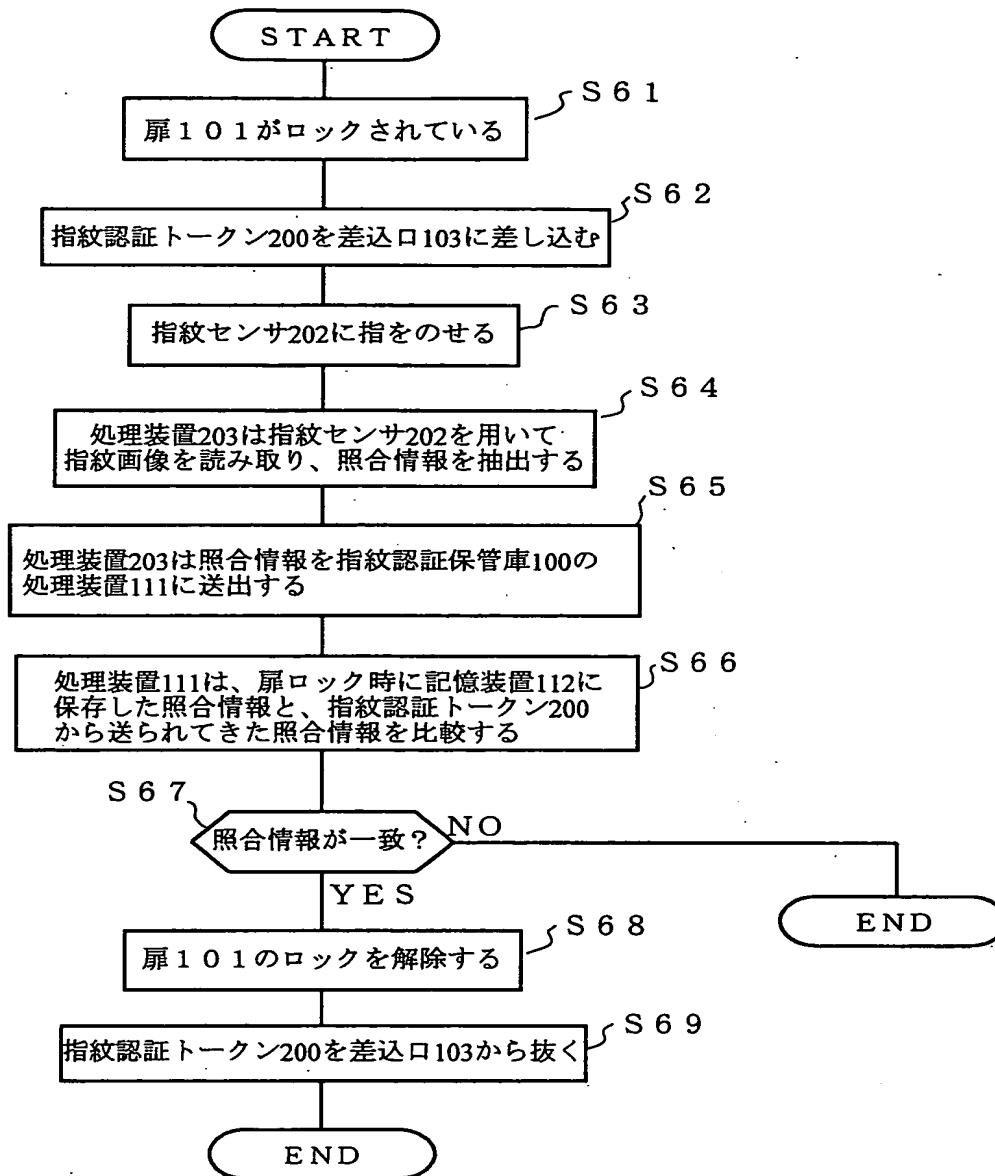 START
S61
扉101がロックされている
S62
指紋認証トークン200を差込口103に差し込む
S63
指紋センサ202に指をのせる
S64
処理装置203は指紋センサ202を用いて
指紋画像を読み取り、照合情報を抽出する
S65
処理装置203は照合情報を指紋認証保管庫100の
処理装置111に送出する
S66
処理装置111は、扉ロック時に記憶装置112に
保存した照合情報と、指紋認証トークン200
から送られてきた照合情報を比較する
S67
照合情報が一致？
NO
YES
END
S68
扉101のロックを解除する
S69
指紋認証トークン200を差込口103から抜く
END